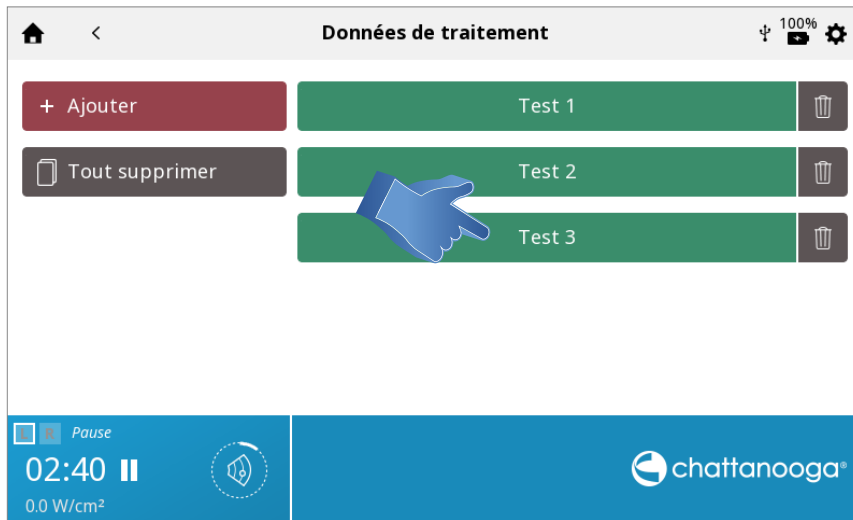 Données de traitement
100%
+ Ajouter
Tout supprimer
Test 1
Test 2
Test 3
L R Pause
02:40
0.0 W/cm²
chattanooga®